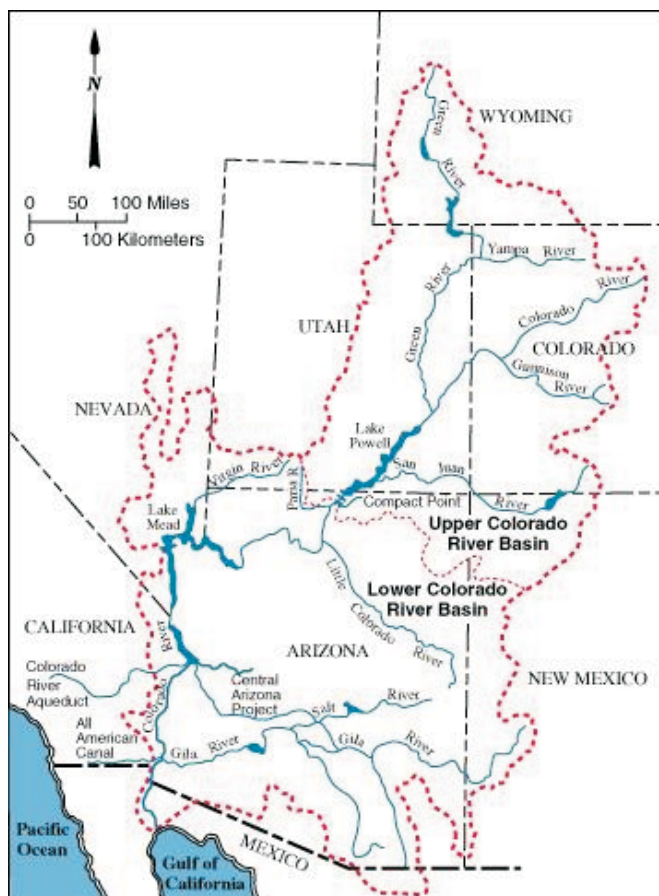 N
WYOMING
Green
River
0 50 100 Miles
0 100 Kilometers
Yampa River
River
Green
UTAH
Colorado
River
COLORADO
Gunnison
River
NEVADA
Lake
Powell
San Juan
River
Virgin River
Paria R.
Compact Point
Lake
Mead
Upper Colorado
River Basin
Lower Colorado
River Basin
Little
Colorado
River
CALIFORNIA
River
Colorado
ARIZONA
NEW MEXICO
Colorado
River
Aqueduct
Central
Arizona
Project
Salt River
All
American
Canal
Gila River
Gila River
MEXICO
Pacific
Ocean
Gulf of
California